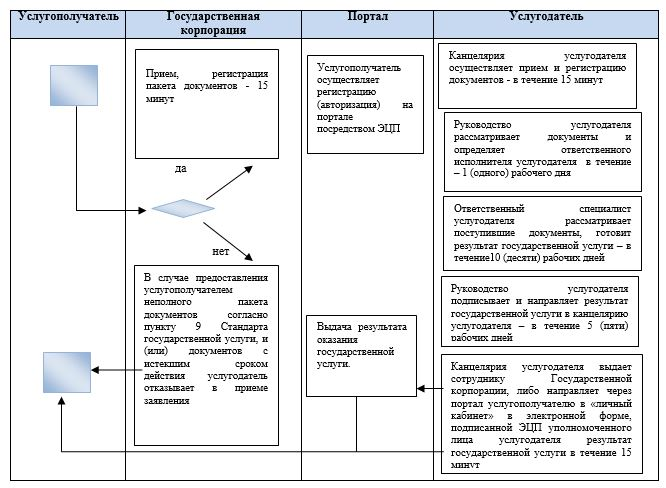 Услугополучатель
Государственная
корпорация
Портал
Услугодатель
Прием, регистрация
пакета документов - 15
минут
да
нет
В случае предоставления
услугополучателем
неполного пакета
документов согласно
пункту 9 Стандарта
государственной услуги, и
(или) документов с
истекшим сроком
действия услугодатель
отказывает в приеме
заявления
Услугополучатель
осуществляет
регистрацию
(авторизация) на
портале
посредством ЭЦП
Выдача результата
оказания
государственной
услуги.
Канцелярия услугодателя
осуществляет прием и регистрацию
документов - в течение 15 минут
Руководство услугодателя
рассматривает документы и
определяет ответственного
исполнителя услугодателя в течение
– 1 (одного) рабочего дня
Ответственный специалист
услугодателя рассматривает
поступившие документы, готовит
результат государственной услуги – в
течение10 (десяти) рабочих дней
Руководство услугодателя
подписывает и направляет результат
государственной услуги в канцелярию
услугодателя – в течение 5 (пяти)
рабочих дней
Канцелярия услугодателя выдает
сотруднику Государственной
корпорации, либо направляет через
портал услугополучателю в «личный
кабинет» в электронной форме,
подписанной ЭЦП уполномоченного
лица услугодателя результат
государственной услуги в течение 15
минут